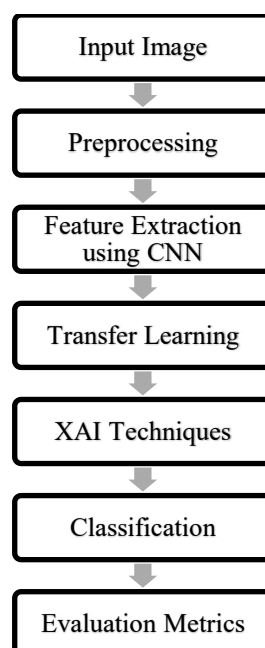 Input Image
Preprocessing
Feature Extraction
using CNN
Transfer Learning
XAI Techniques
Classification
Evaluation Metrics